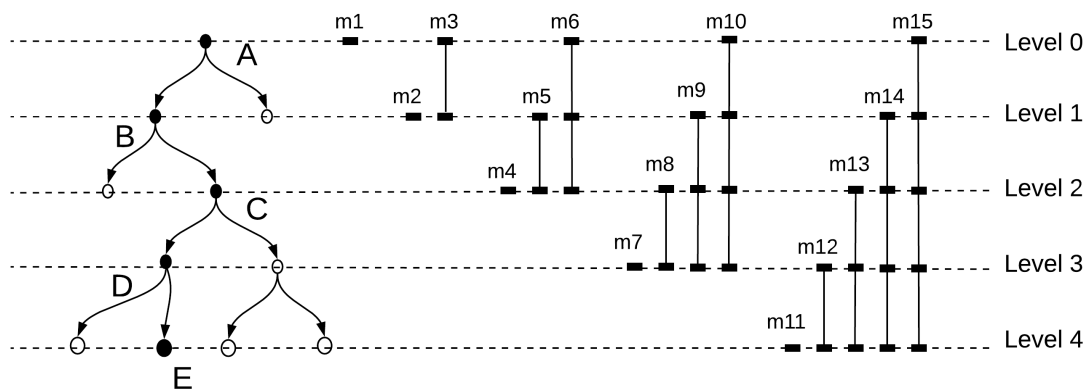 m1 m3 m6 m10 m15
A Level 0
m2 m5 m9 m14
B Level 1
m4 m8 m13
C Level 2
m7 m12
D Level 3
m11
E Level 4